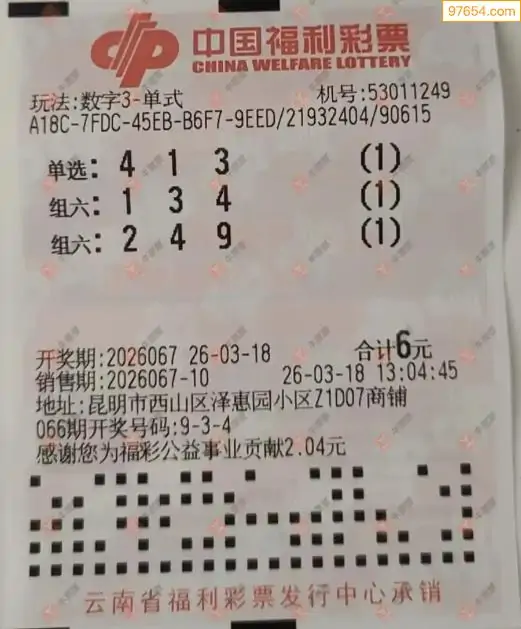 97654.com
中国福利彩票
CHINA WELFARE LOTTERY
玩法:数字3-单式 机号:53011249
A18C-7FDC-45EB-B6F7-9EED/21932404/90615
单选: 4 1 3 (1)
组六: 1 3 4 (1)
组六: 2 4 9 (1)
开奖期:2026067 26-03-18 合计6元
销售期:2026067-10 26-03-18 13:04:45
地址:昆明市西山区泽惠园小区Z1D07商铺
066期开奖号码:9-3-4
感谢您为福彩公益事业贡献2.04元
云南省福利彩票发行中心承销